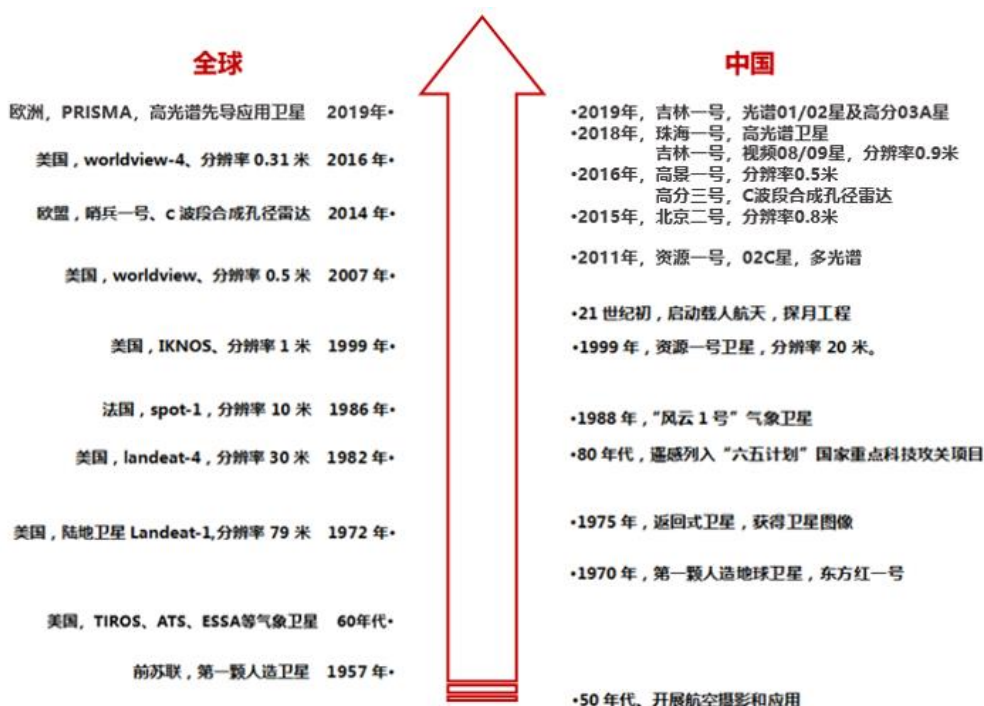 全球
欧洲，PRISMA，高光谱先导应用卫星 2019年•
美国，worldview-4、分辨率 0.31 米 2016 年•
欧盟，哨兵一号、C 波段合成孔径雷达 2014 年•
美国，worldview、分辨率 0.5 米 2007 年•
美国，IKNOS、分辨率 1 米 1999 年•
法国，spot-1，分辨率 10 米 1986 年•
美国，landeat-4，分辨率 30 米 1982 年•
美国，陆地卫星 Landeat-1,分辨率 79 米 1972 年•
美国，TIROS、ATS、ESSA等气象卫星 60年代•
前苏联，第一颗人造卫星 1957 年•
中国
•2019年，吉林一号，光谱01/02星及高分03A星
•2018年，珠海一号，高光谱卫星
吉林一号，视频08/09星，分辨率0.9米
•2016年，高景一号，分辨率0.5米
高分三号，C波段合成孔径雷达
•2015年，北京二号，分辨率0.8米
•2011年，资源一号，02C星，多光谱
•21 世纪初，启动载人航天，探月工程
•1999 年，资源一号卫星，分辨率 20 米。
•1988 年，“风云 1 号”气象卫星
•80 年代，遥感列入“六五计划”国家重点科技攻关项目
•1975 年，返回式卫星，获得卫星图像
•1970 年，第一颗人造地球卫星，东方红一号
•50 年代、开展航空摄影和应用